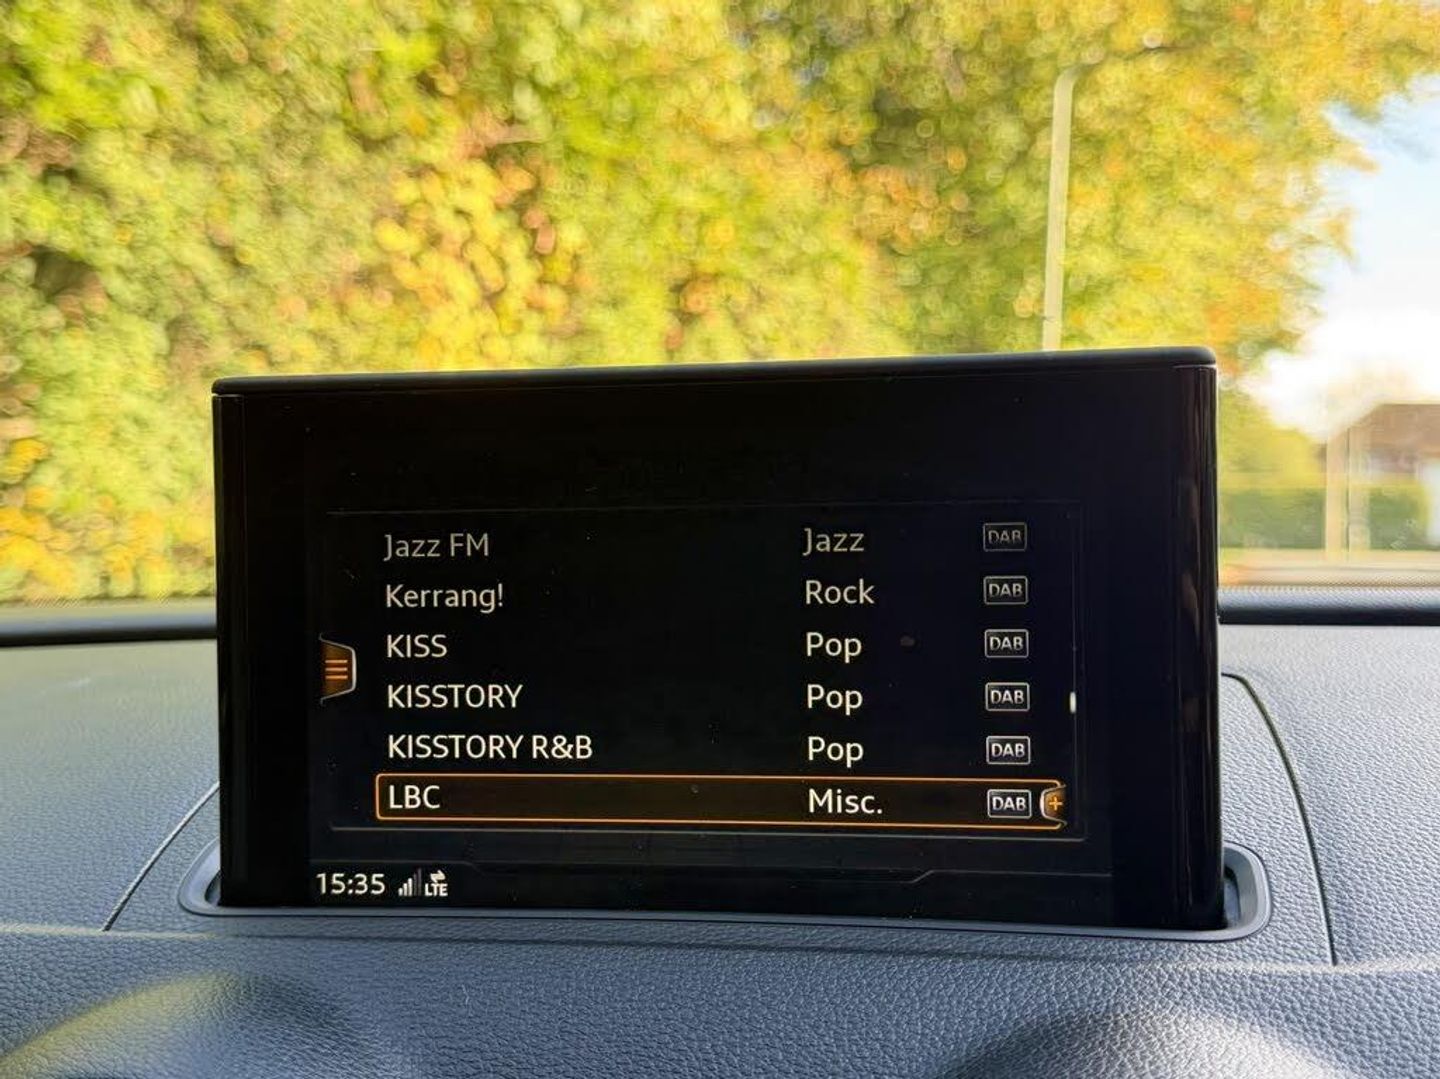 Jazz FM Jazz DAB
Kerrang! Rock DAB
KISS Pop DAB
KISSTORY Pop DAB
KISSTORY R&B Pop DAB
LBC Misc. DAB +
15:35 LTE